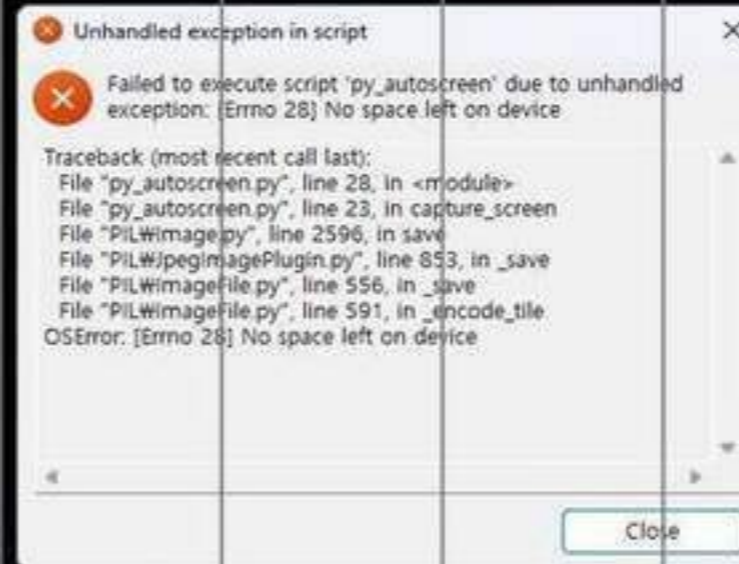 Unhandled exception in script
Failed to execute script 'py_autoscreen' due to unhandled
exception: [Errno 28] No space left on device
Traceback (most recent call last):
File "py_autoscreen.py", line 28, in <module>
File "py_autoscreen.py", line 23, in capture_screen
File "PIL₩Image.py", line 2596, in save
File "PIL₩JpegImagePlugin.py", line 853, in _save
File "PIL₩ImageFile.py", line 556, in _save
File "PIL₩ImageFile.py", line 591, in _encode_tile
OSError: [Errno 28] No space left on device
Close